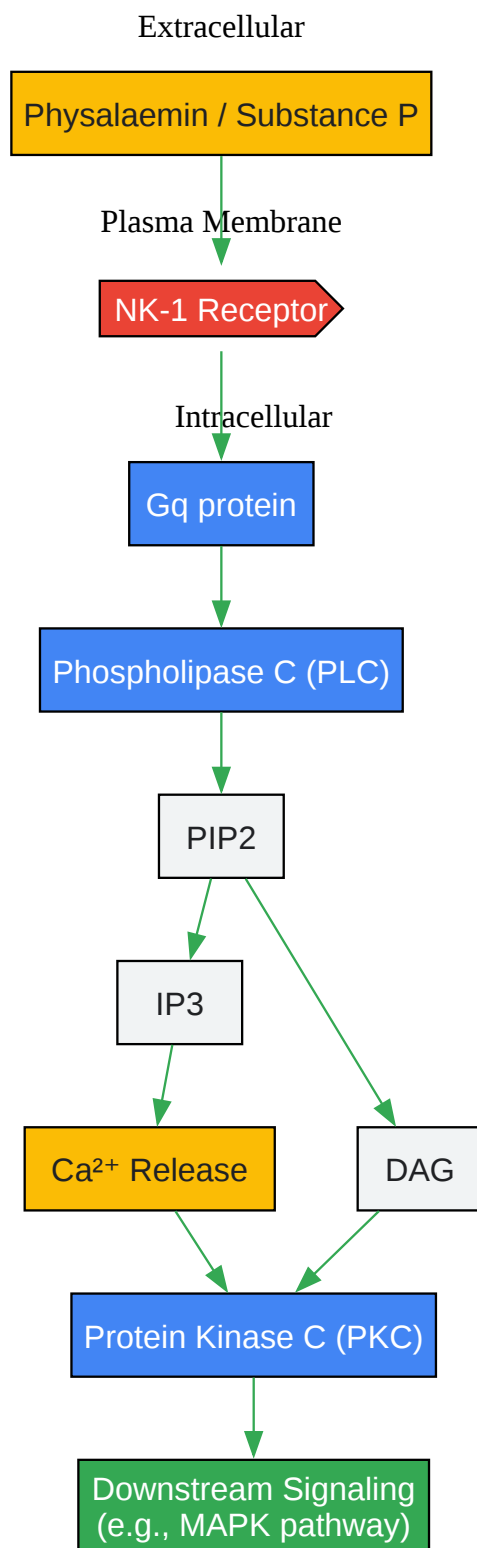 Extracellular
Physalaemin / Substance P
Plasma Membrane
NK-1 Receptor
Intracellular
Gq protein
Phospholipase C (PLC)
PIP2
IP3
Ca²⁺ Release
DAG
Protein Kinase C (PKC)
Downstream Signaling
(e.g., MAPK pathway)